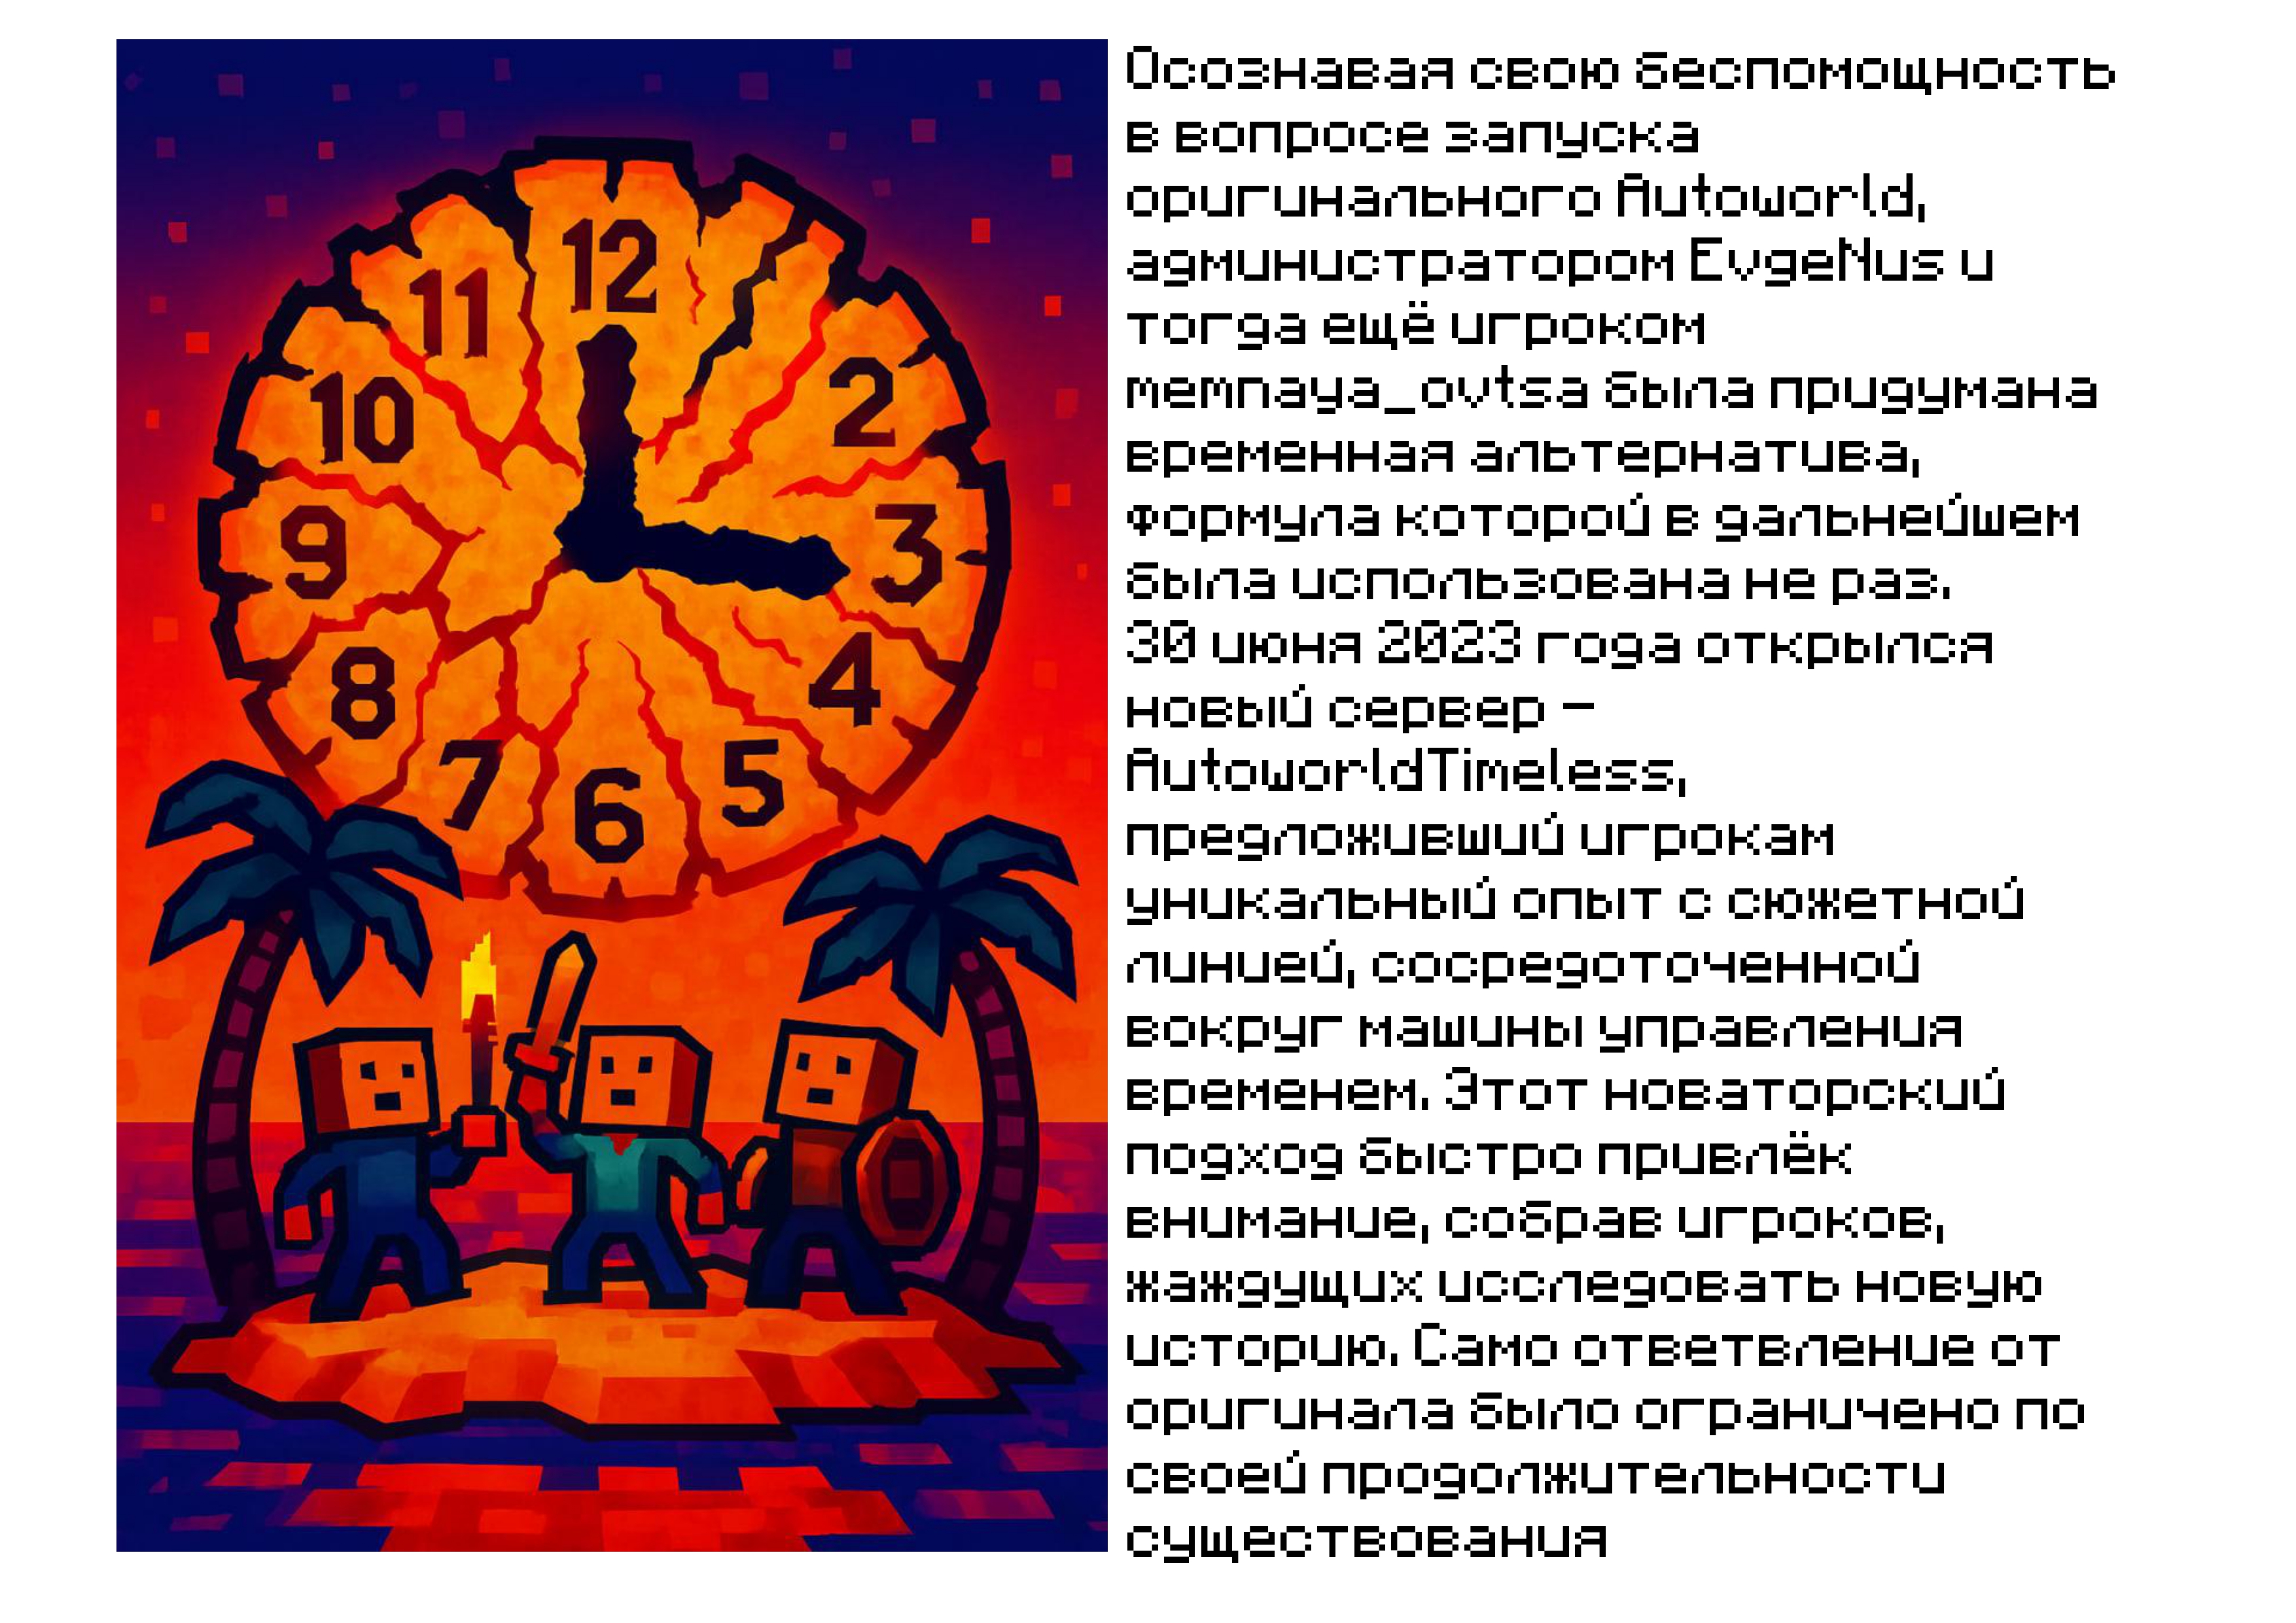 12
11
10
2
9
3
8
4
7
5
6
Осознавая свою беспомощность
в вопросе запуска
оригинального Autoworld,
администратором EvgeNus и
тогда ещё игроком
memnaya_ovtsa была придумана
временная альтернатива,
формула которой в дальнейшем
была использована не раз.
30 июня 2023 года открылся
новый сервер –
AutoworldTimeless,
предложивший игрокам
уникальный опыт с сюжетной
линией, сосредоточенной
вокруг машины управления
временем. Этот новаторский
подход быстро привлёк
внимание, собрав игроков,
жаждущих исследовать новую
историю. Само ответвление от
оригинала было ограничено по
своей продолжительности
существования